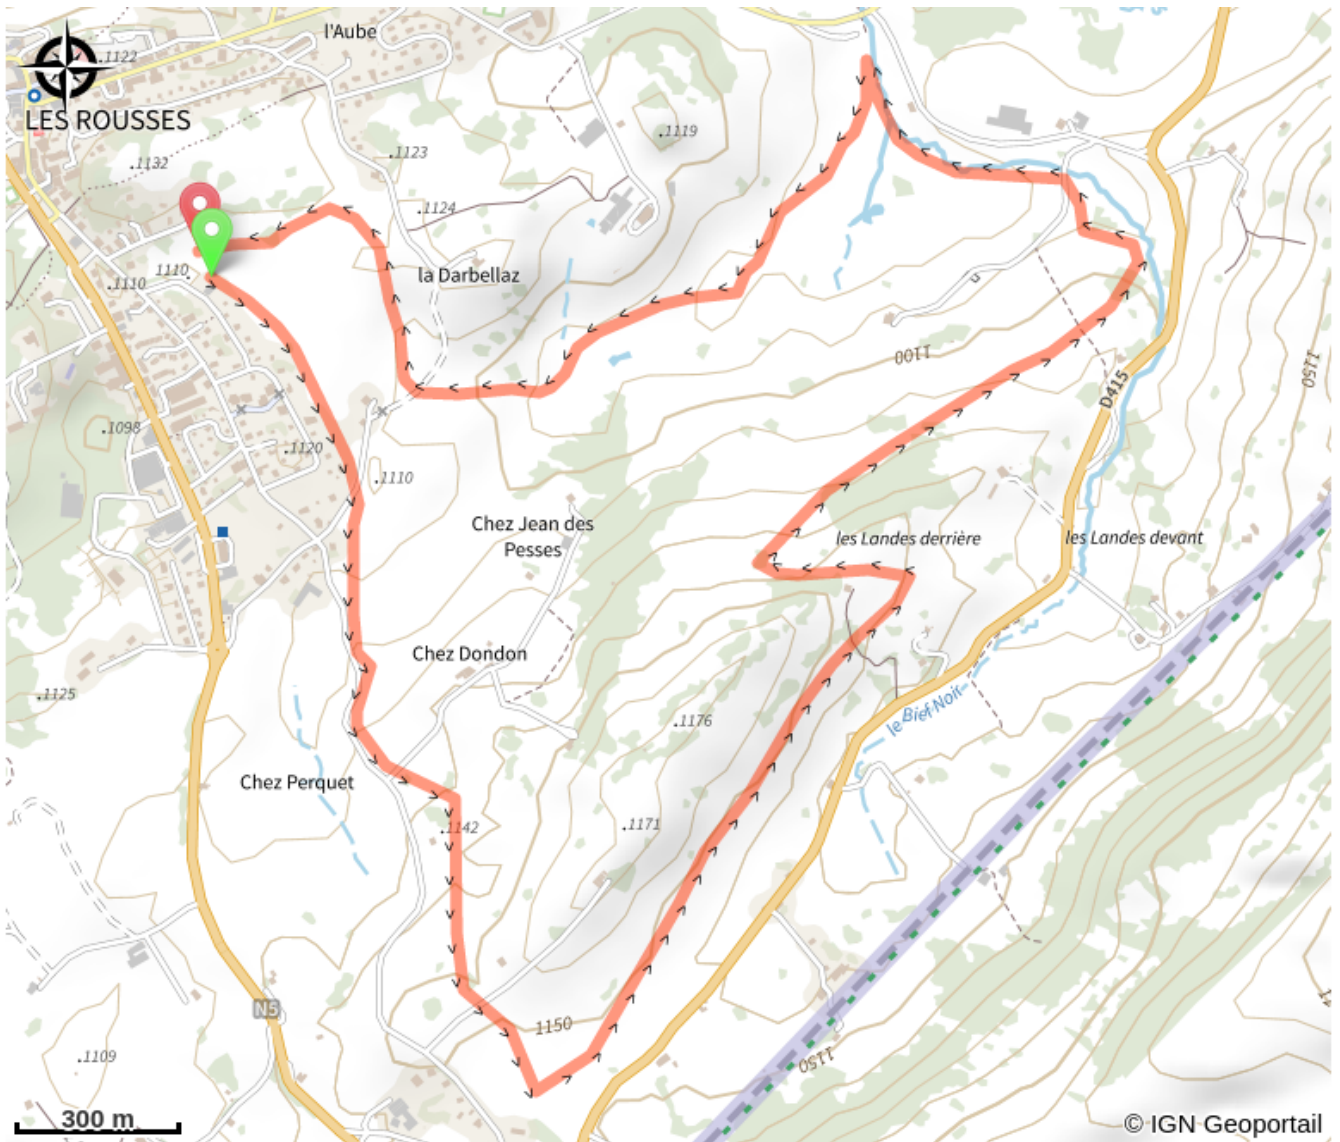 l'Aube
.1122
LES ROUSSES
.1119
.1132
.1123
.1124
1110.
la Darbellaz
.1110
1100
1150
D415
.1098
.1120
.1110
Chez Jean des
Pesses
les Landes derrière
les Landes devant
Chez Dondon
.1125
le Bief Noir
.1176
Chez Perquet
.1142
.1171
N5
1150
.1109
1150
300 m
© IGN Geoportail